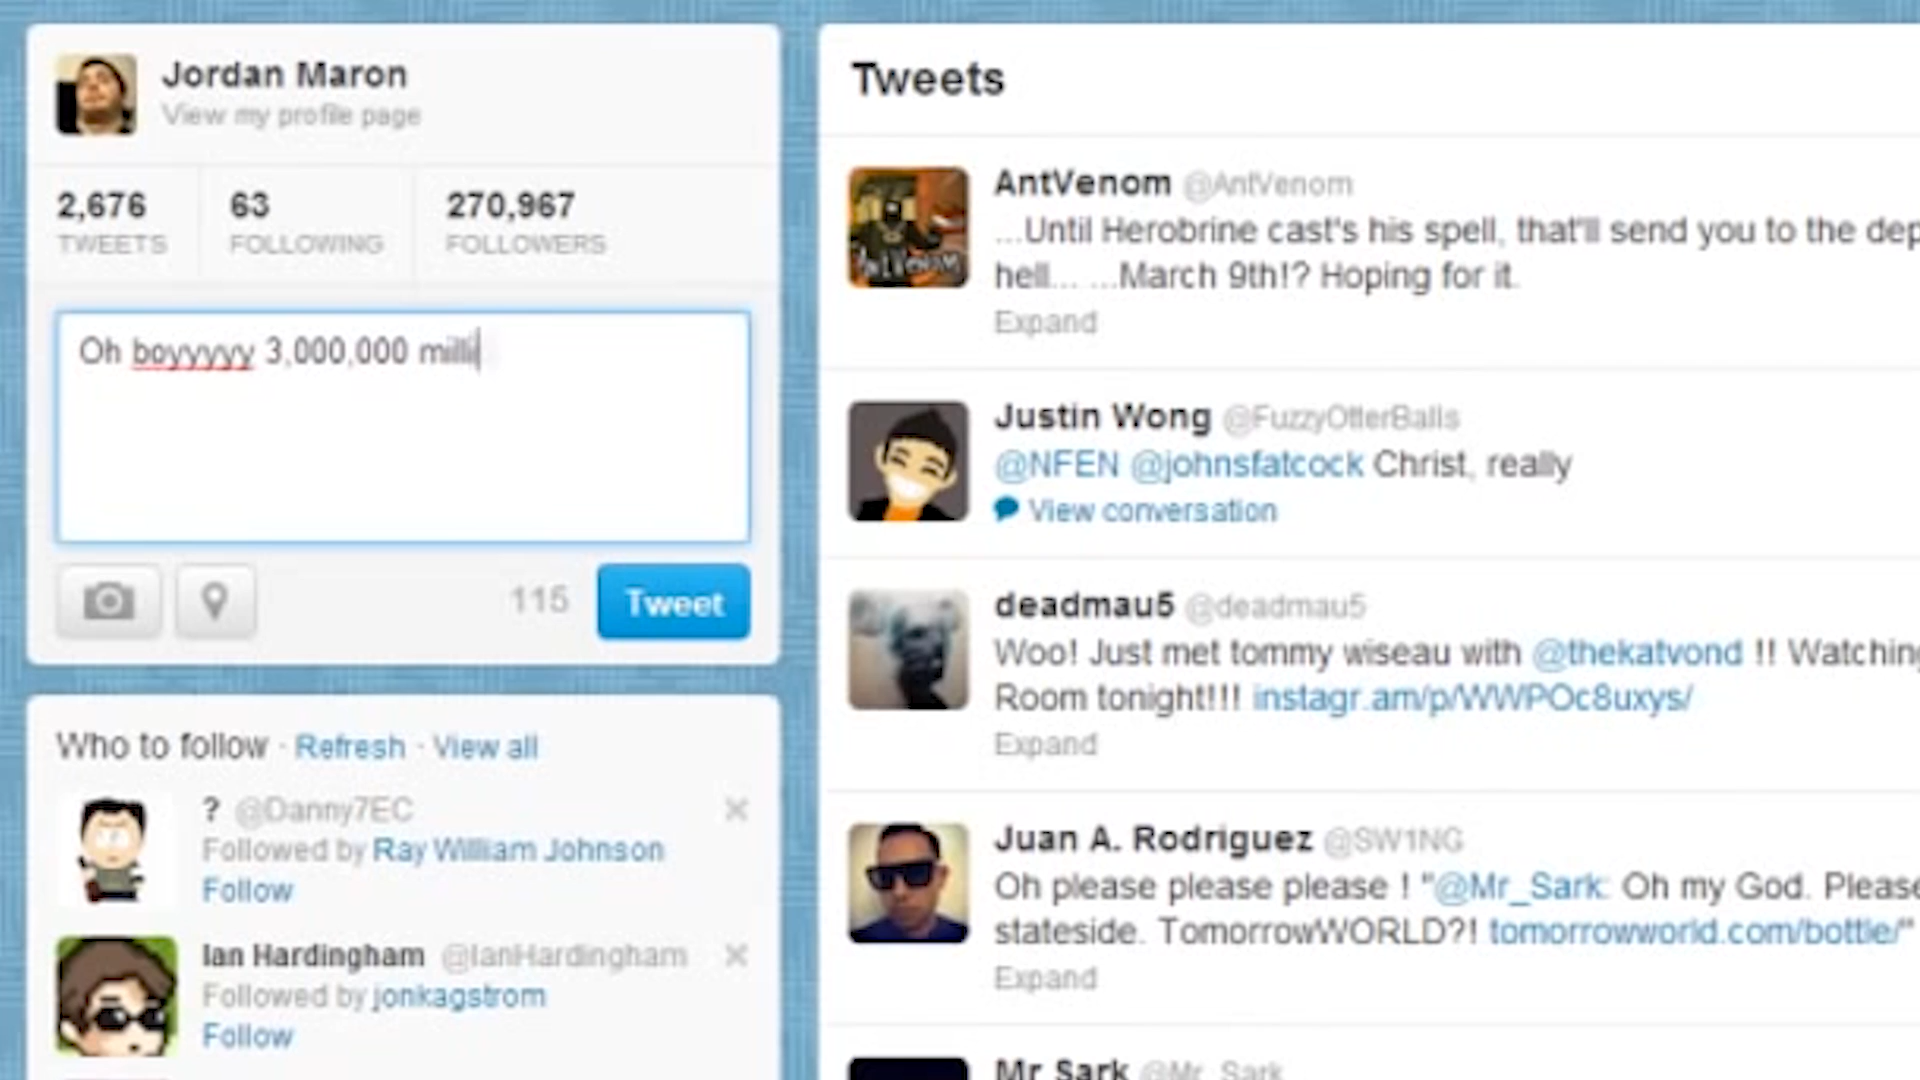 Jordan Maron
View my profile page
2,676
TWEETS
63
FOLLOWING
270,967
FOLLOWERS
Oh boyyyyy 3,000,000 milli
115
Tweet
Who to follow · Refresh · View all
? @Danny7EC
Followed by Ray William Johnson
Follow
Ian Hardingham @IanHardingham
Followed by jonkagstrom
Follow
Tweets
AntVenom @AntVenom
...Until Herobrine cast's his spell, that'll send you to the dep
hell... ...March 9th!? Hoping for it.
Expand
Justin Wong @FuzzyOtterBalls
@NFEN @johnsfatcock Christ, really
View conversation
deadmau5 @deadmau5
Woo! Just met tommy wiseau with @thekatvond !! Watching
Room tonight!!! instagr.am/p/WWPOc8uxys/
Expand
Juan A. Rodriguez @SW1NG
Oh please please please ! "@Mr_Sark: Oh my God. Please
stateside. TomorrowWORLD?! tomorrowworld.com/bottle/"
Expand
Mr Sark @Mr_Sark